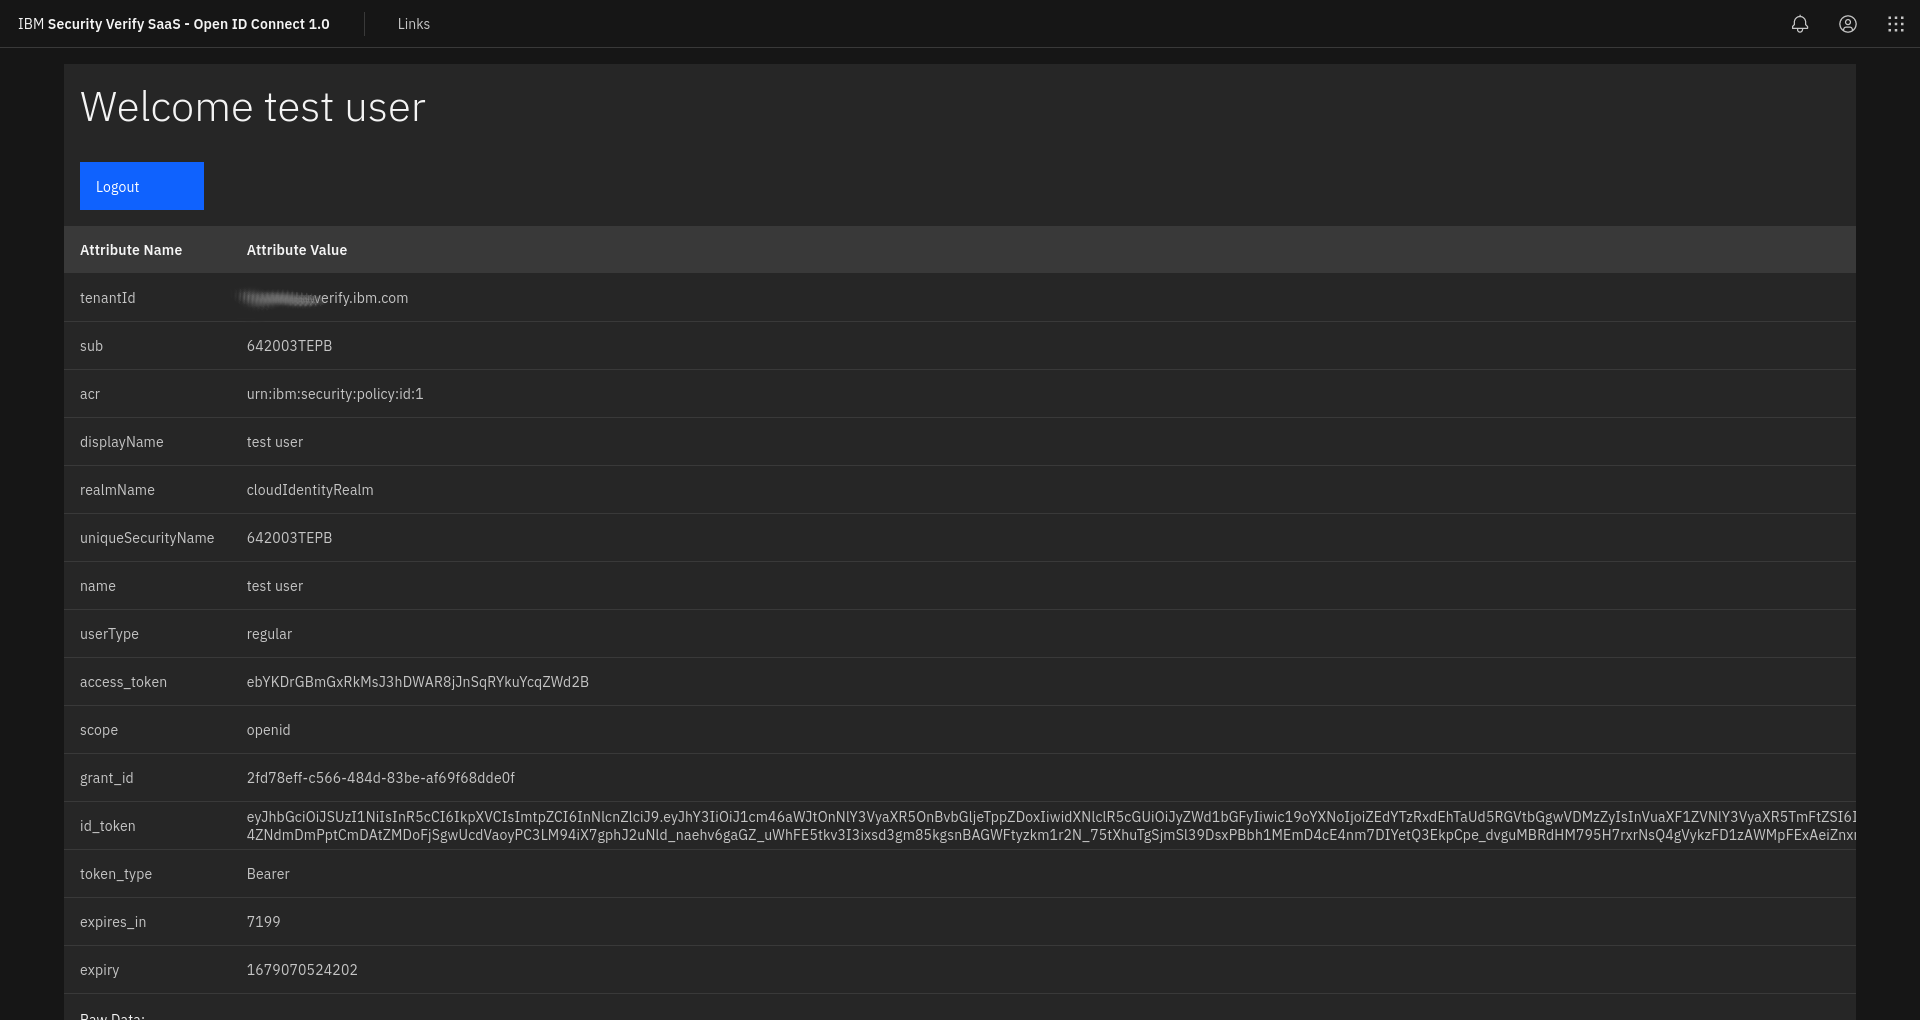 IBM Security Verify SaaS - Open ID Connect 1.0 Links
Welcome test user
Logout
Attribute Name Attribute Value
tenantId verify.ibm.com
sub 642003TEPB
acr urn:ibm:security:policy:id:1
displayName test user
realmName cloudIdentityRealm
uniqueSecurityName 642003TEPB
name test user
userType regular
access_token ebYKDrGBmGxRkMsJ3hDWAR8jJnSqRYkuYcqZWd2B
scope openid
grant_id 2fd78eff-c566-484d-83be-af69f68dde0f
id_token
eyJhbGciOiJSUzI1NiIsInR5cCI6IkpXVCIsImtpZCI6InNlcnZlciJ9.eyJhY3IiOiJ1cm46aWJtOnNlY3VyaXR5OnBvbGljeTppZDoxIiwidXNlclR5cGUiOiJyZWd1bGFyIiwic19oYXNoIjoiZEdYTzRxdEhTaUd5RGVtbGgwVDMzZyIsInVuaXF1ZVNlY3VyaXR5TmFtZSI6I
4ZNdmDmPptCmDAtZMDoFjSgwUcdVaoyPC3LM94iX7gphJ2uNld_naehv6gaGZ_uWhFE5tkv3I3ixsd3gm85kgsnBAGWFtyzkm1r2N_75tXhuTgSjmSl39DsxPBbh1MEmD4cE4nm7DIYetQ3EkpCpe_dvguMBRdHM795H7rxrNsQ4gVykzFD1zAWMpFExAeiZnx
token_type Bearer
expires_in 7199
expiry 1679070524202
Raw Data: